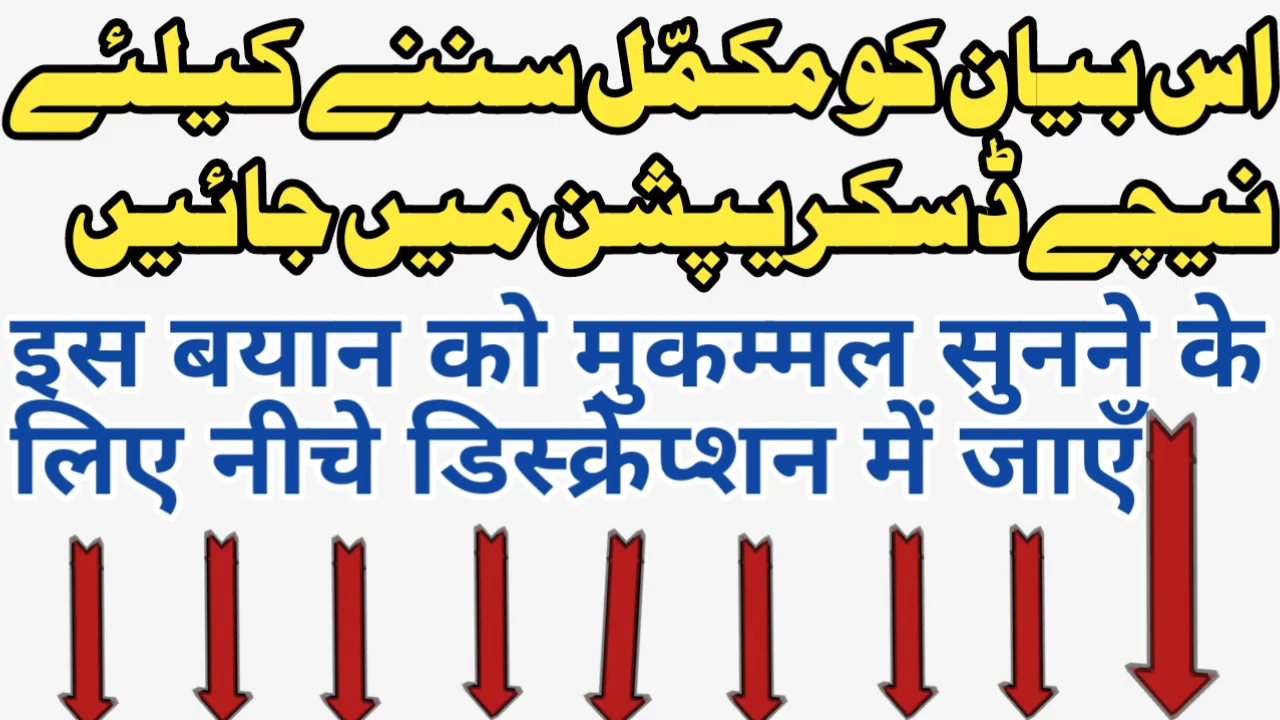 اس بیان کو مکمّل سننے کیلئے
نیچے ڈسکریپشن میں جائیں
इस बयान को मुकम्मल सुनने के
लिए नीचे डिस्क्रेप्शन में जाएँ